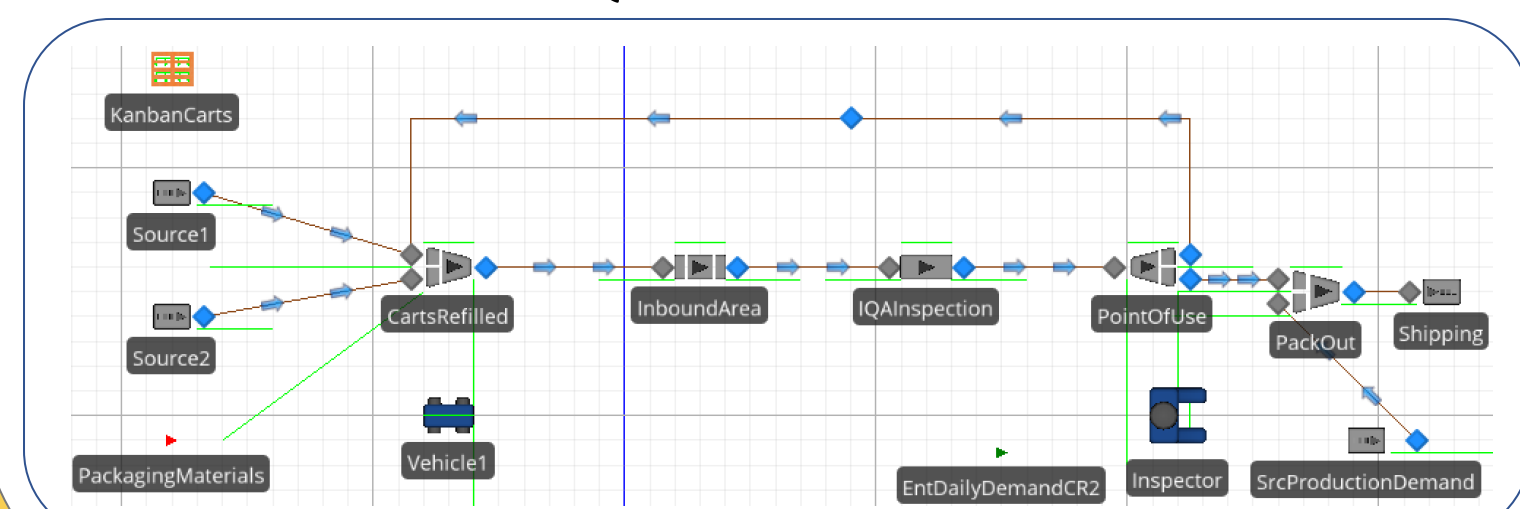 KanbanCarts
Source1
Source2
CartsRefilled
InboundArea
IQAInspection
PointOfUse
PackOut
Shipping
PackagingMaterials
Vehicle1
EntDailyDemandCR2
Inspector
SrcProductionDemand